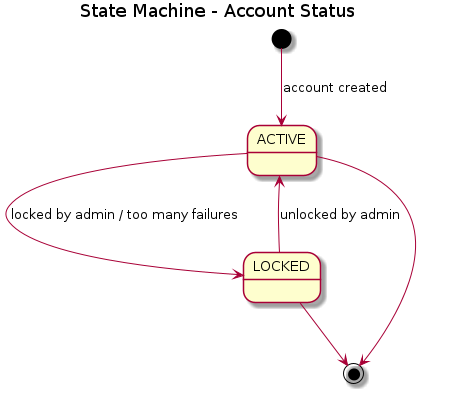 State Machine - Account Status
account created
ACTIVE
locked by admin / too many failures
unlocked by admin
LOCKED